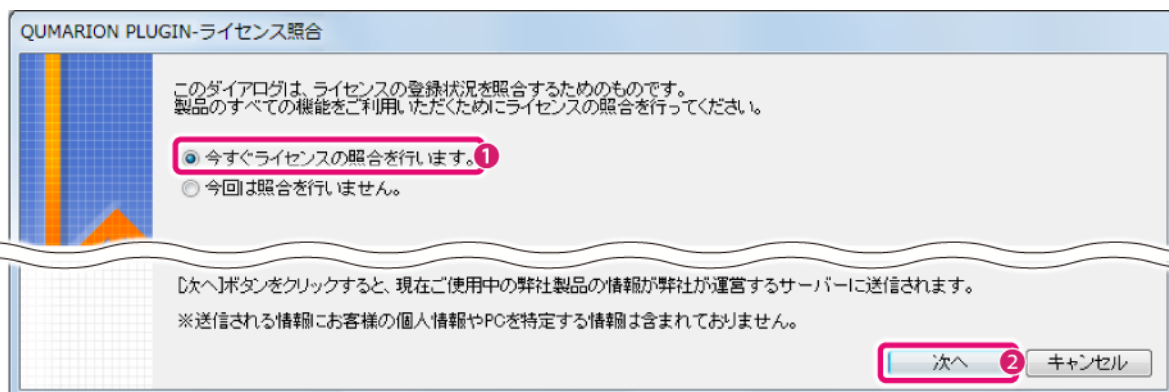 QUMARION PLUGIN-ライセンス照合
このダイアログは、ライセンスの登録状況を照合するためのものです。
製品のすべての機能をご利用いただくためにライセンスの照合を行ってください。
今すぐライセンスの照合を行います。 1
今回は照合を行いません。
[次へ]ボタンをクリックすると、現在ご使用中の弊社製品の情報が弊社が運営するサーバーに送信されます。
※送信される情報にお客様の個人情報やPCを特定する情報は含まれておりません。
次へ 2 キャンセル